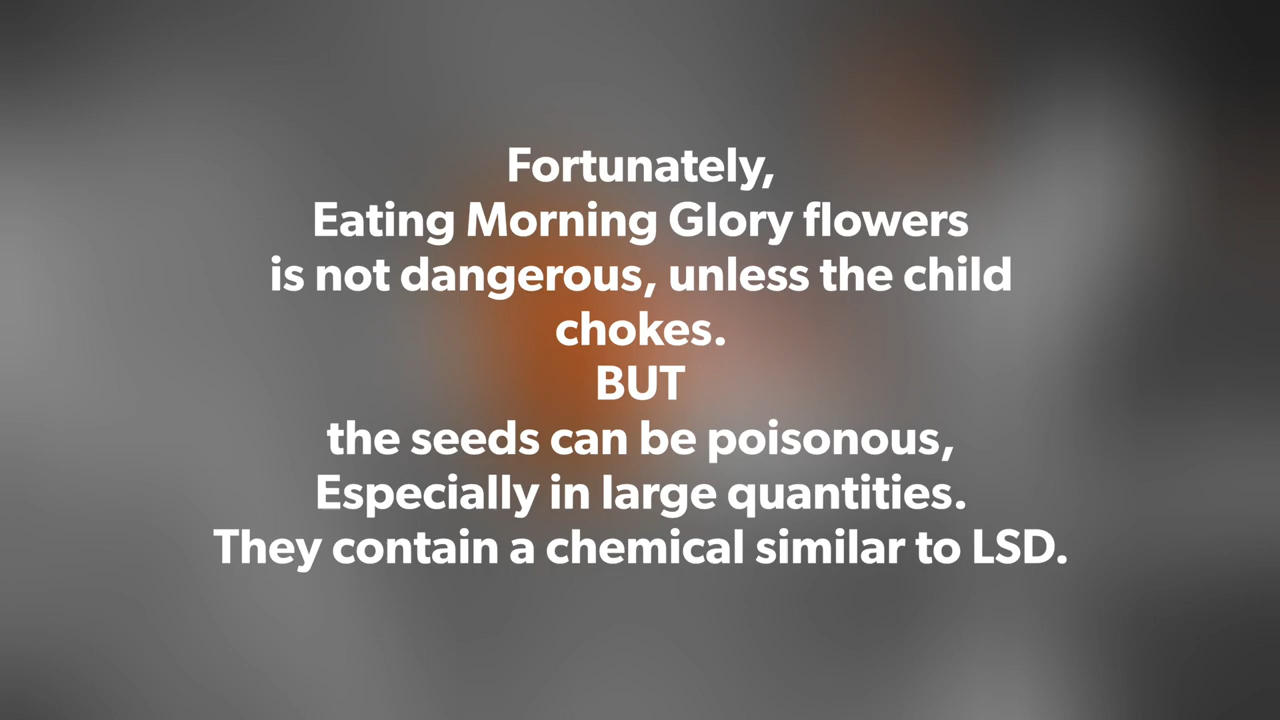 Fortunately,
Eating Morning Glory flowers
is not dangerous, unless the child
chokes.
BUT
the seeds can be poisonous,
Especially in large quantities.
They contain a chemical similar to LSD.